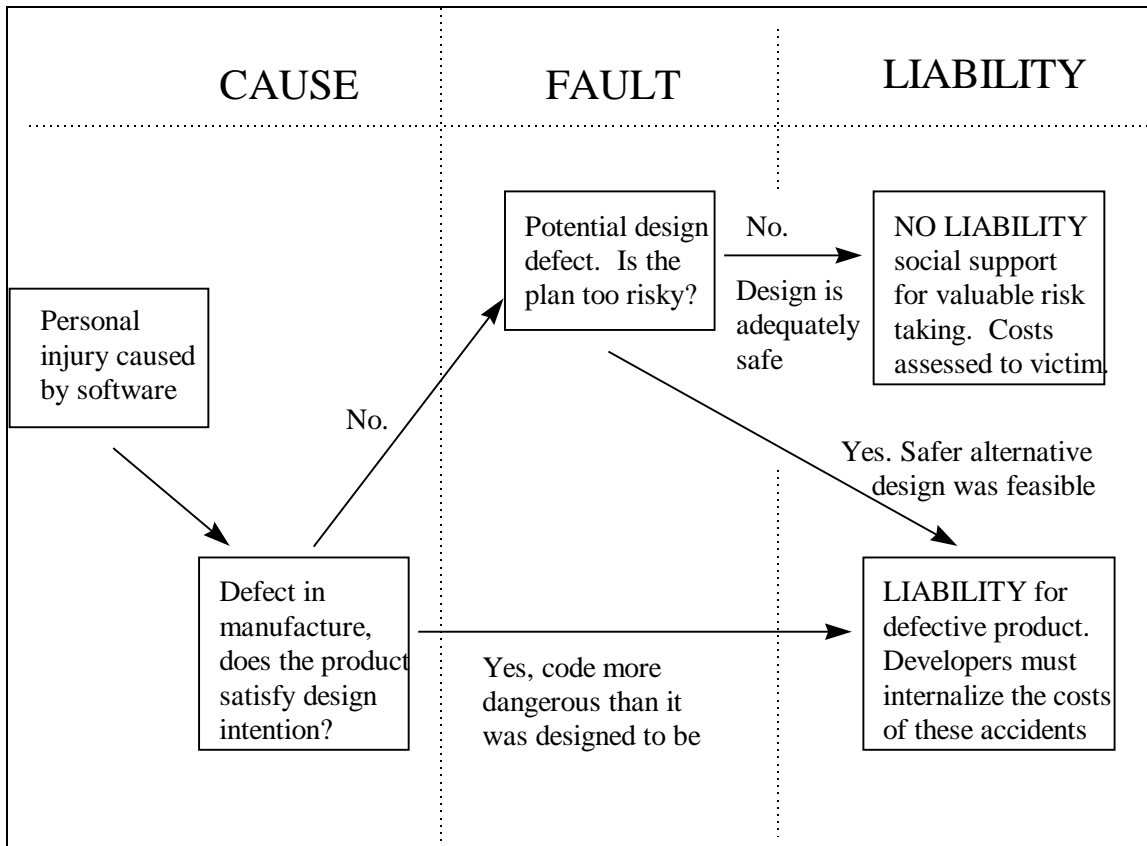 CAUSE
FAULT
LIABILITY
Personal
injury caused
by software
Defect in
manufacture,
does the product
satisfy design
intention?
No.
Yes, code more
dangerous than it
was designed to be
Potential design
defect.  Is the
plan too risky?
No.
Design is
adequately
safe
Yes. Safer alternative
design was feasible
NO LIABILITY
social support
for valuable risk
taking.  Costs
assessed to victim.
LIABILITY for
defective product.
Developers must
internalize the costs
of these accidents